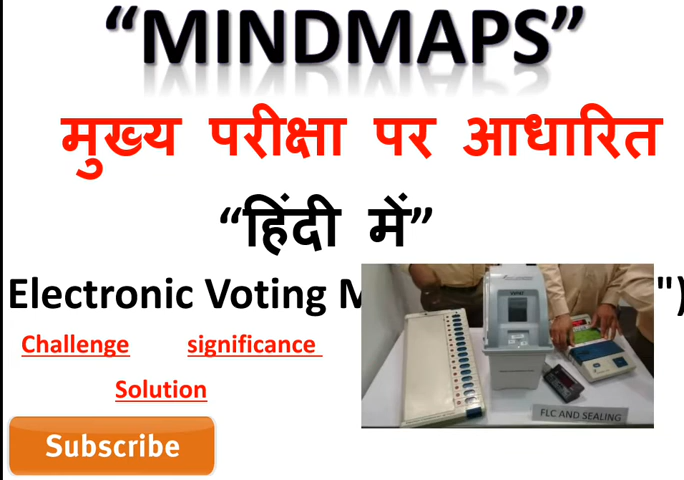 “MINDMAPS”
मुख्य परीक्षा पर आधारित
“हिंदी में”
Electronic Voting ")
Challenge significance
Solution
FLC AND SEALING
Subscribe